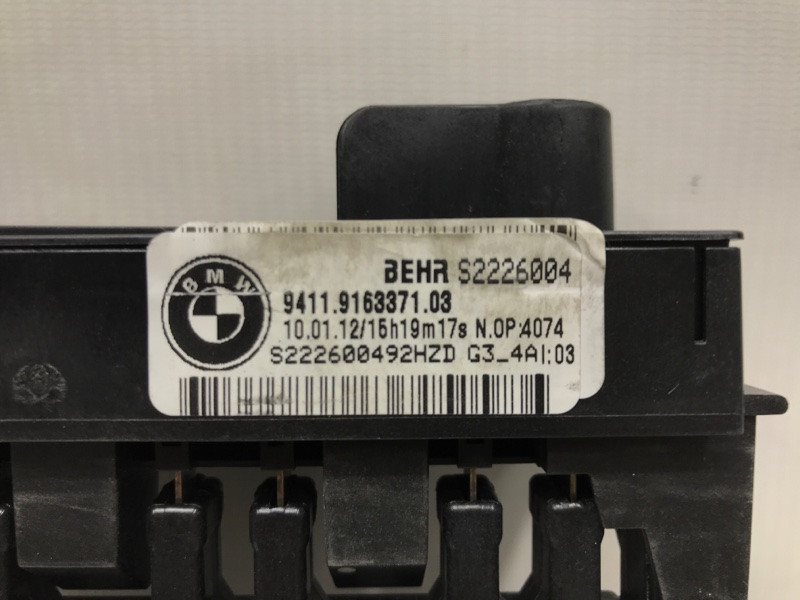 BMW
BEHR S2226004
9411.9163371.03
10.01.12/15h19m17s N.OP:4074
S222600492HZD G3_4AI:03